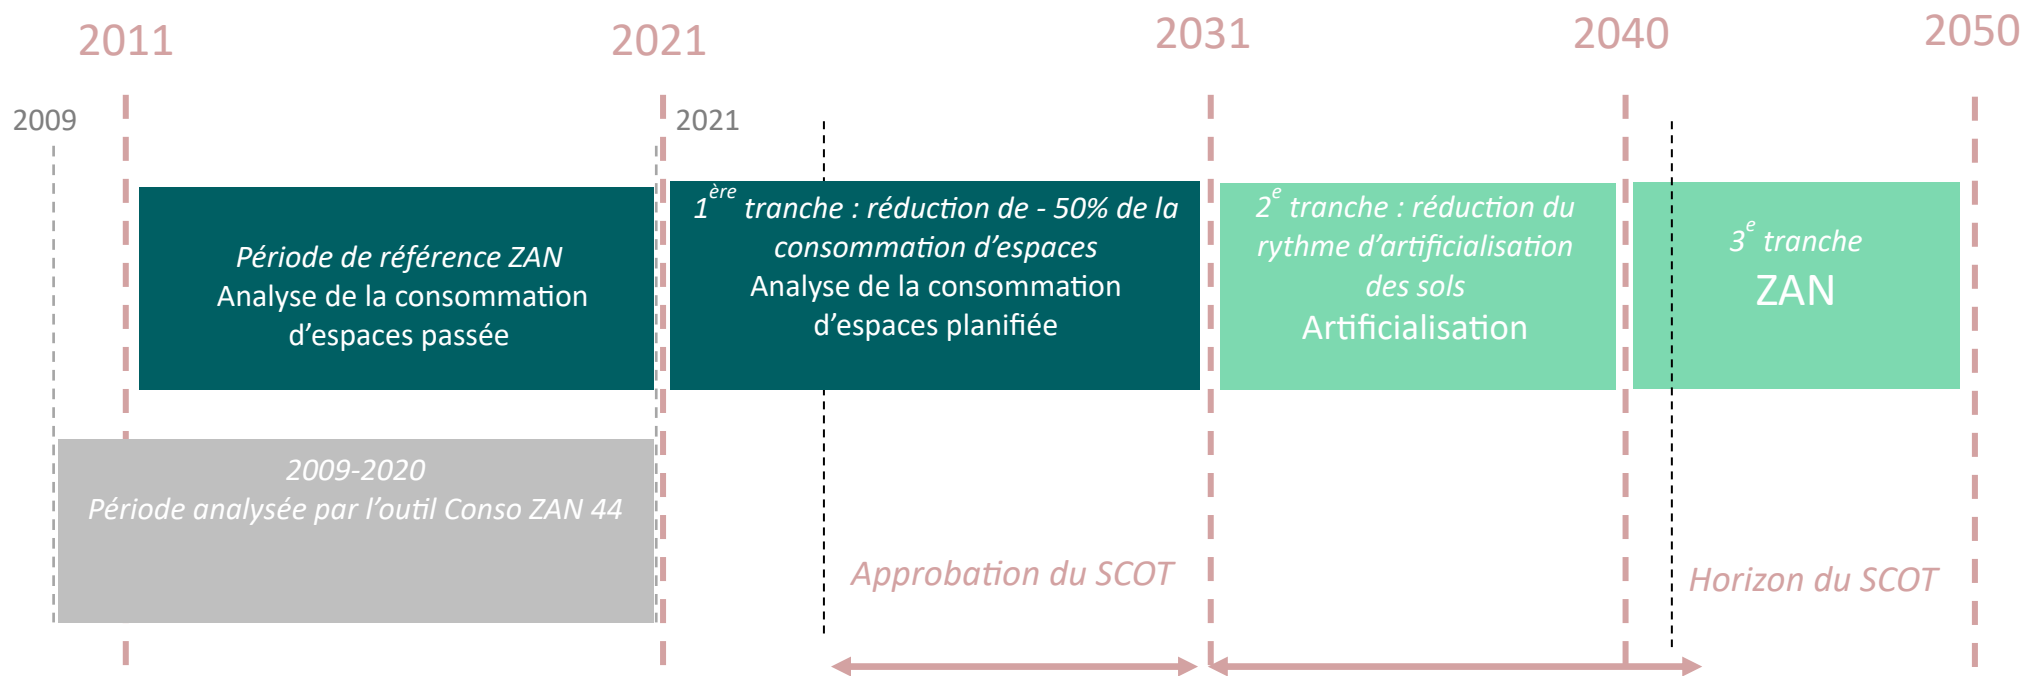 2011
2021
2031
2040
2050
2009
2021
Période de référence ZAN
Analyse de la consommation
d’espaces passée
1ère tranche : réduction de - 50% de la
consommation d’espaces
Analyse de la consommation
d’espaces planifiée
2e tranche : réduction du
rythme d’artificialisation
des sols
Artificialisation
3e tranche
ZAN
2009-2020
Période analysée par l’outil Conso ZAN 44
Approbation du SCOT
Horizon du SCOT